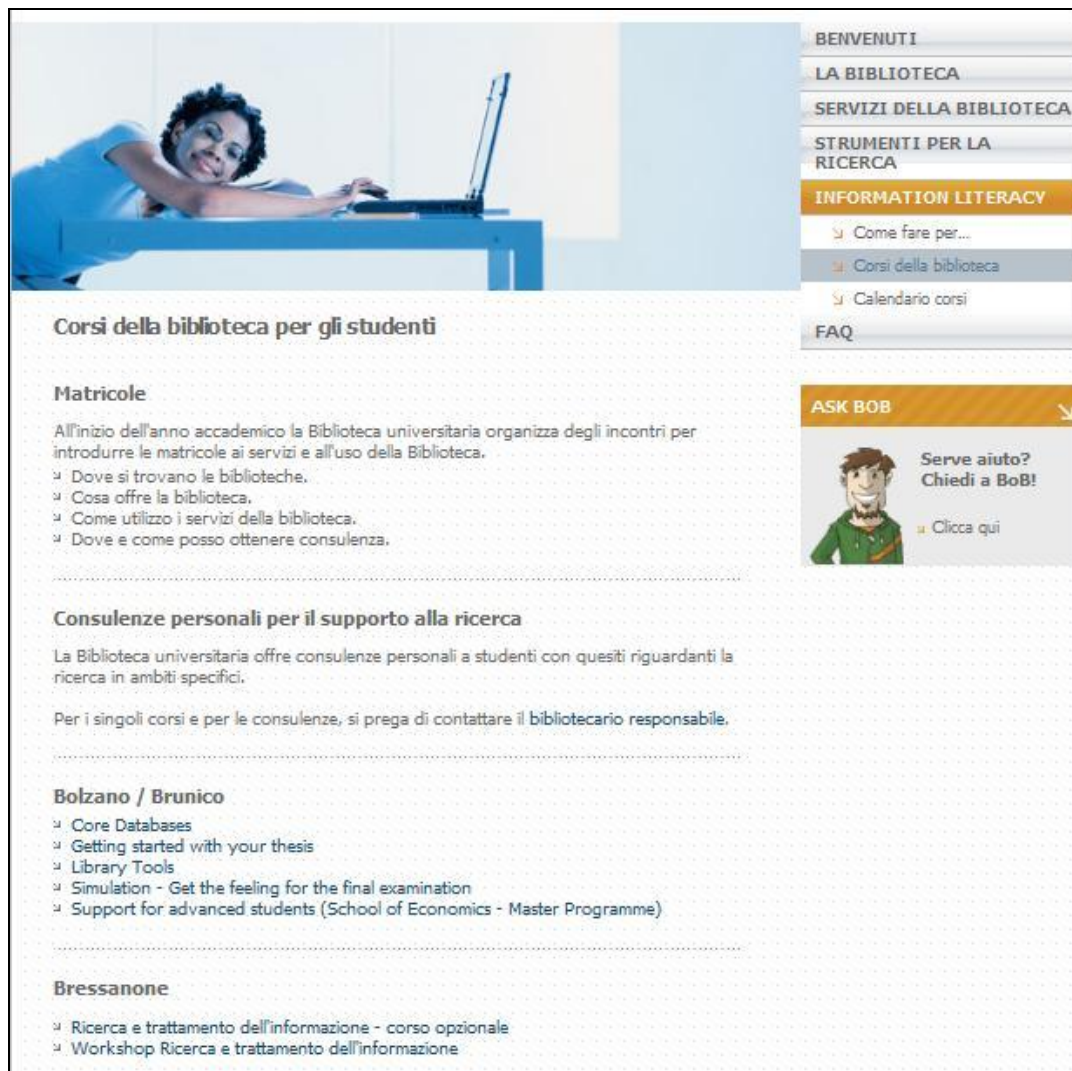 BENVENUTI
LA BIBLIOTECA
SERVIZI DELLA BIBLIOTECA
STRUMENTI PER LA
RICERCA
INFORMATION LITERACY
Come fare per...
Corsi della biblioteca
Calendario corsi
FAQ
ASK BOB
Serve aiuto?
Chiedi a BoB!
Clicca qui
Corsi della biblioteca per gli studenti
Matricole
All'inizio dell'anno accademico la Biblioteca universitaria organizza degli incontri per
introdurre le matricole ai servizi e all'uso della Biblioteca.
Dove si trovano le biblioteche.
Cosa offre la biblioteca.
Come utilizzo i servizi della biblioteca.
Dove e come posso ottenere consulenza.
Consulenze personali per il supporto alla ricerca
La Biblioteca universitaria offre consulenze personali a studenti con quesiti riguardanti la
ricerca in ambiti specifici.
Per i singoli corsi e per le consulenze, si prega di contattare il bibliotecario responsabile.
Bolzano / Brunico
Core Databases
Getting started with your thesis
Library Tools
Simulation - Get the feeling for the final examination
Support for advanced students (School of Economics - Master Programme)
Bressanone
Ricerca e trattamento dell'informazione - corso opzionale
Workshop Ricerca e trattamento dell'informazione